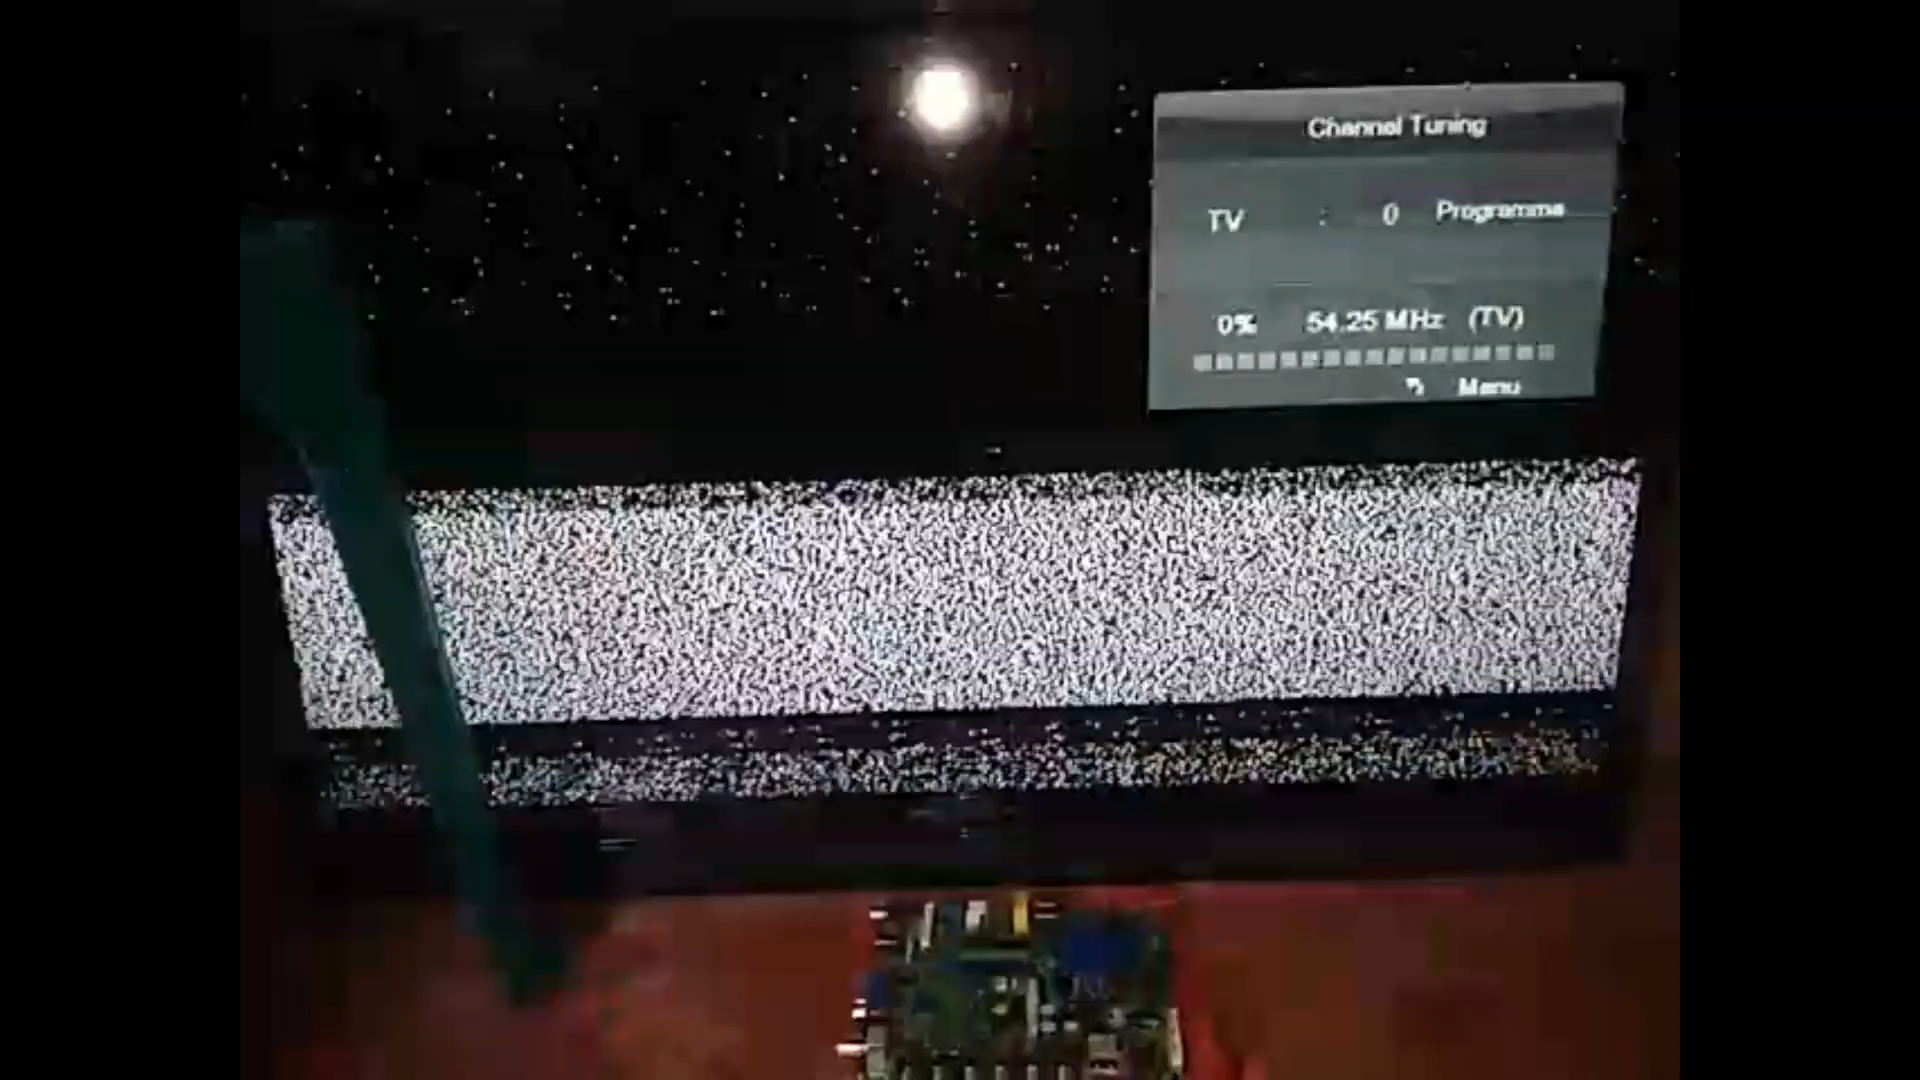 Channel Tuning
TV : 0 Programme
0% 54.25 MHz (TV)
Menu